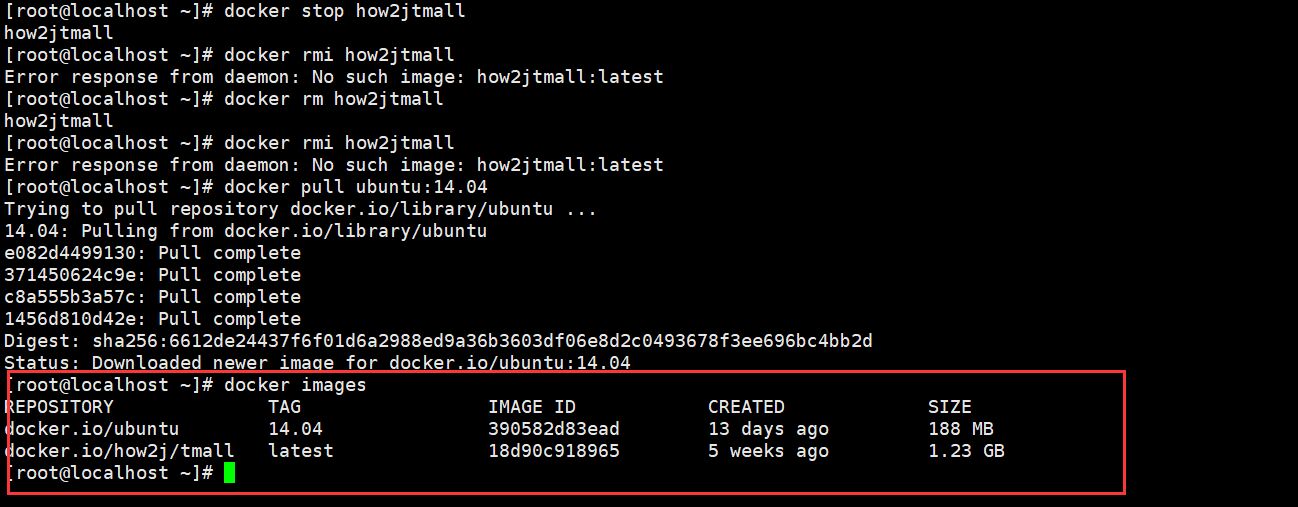 [root@localhost ~]# docker stop how2jtmall
how2jtmall
[root@localhost ~]# docker rmi how2jtmall
Error response from daemon: No such image: how2jtmall:latest
[root@localhost ~]# docker rm how2jtmall
how2jtmall
[root@localhost ~]# docker rmi how2jtmall
Error response from daemon: No such image: how2jtmall:latest
[root@localhost ~]# docker pull ubuntu:14.04
Trying to pull repository docker.io/library/ubuntu ...
14.04: Pulling from docker.io/library/ubuntu
e082d4499130: Pull complete
371450624c9e: Pull complete
c8a555b3a57c: Pull complete
1456d810d42e: Pull complete
Digest: sha256:6612de24437f6f01d6a2988ed9a36b3603df06e8d2c0493678f3ee696bc4bb2d
Status: Downloaded newer image for docker.io/ubuntu:14.04
[root@localhost ~]# docker images
REPOSITORY TAG IMAGE ID CREATED SIZE
docker.io/ubuntu 14.04 390582d83ead 13 days ago 188 MB
docker.io/how2j/tmall latest 18d90c918965 5 weeks ago 1.23 GB
[root@localhost ~]#